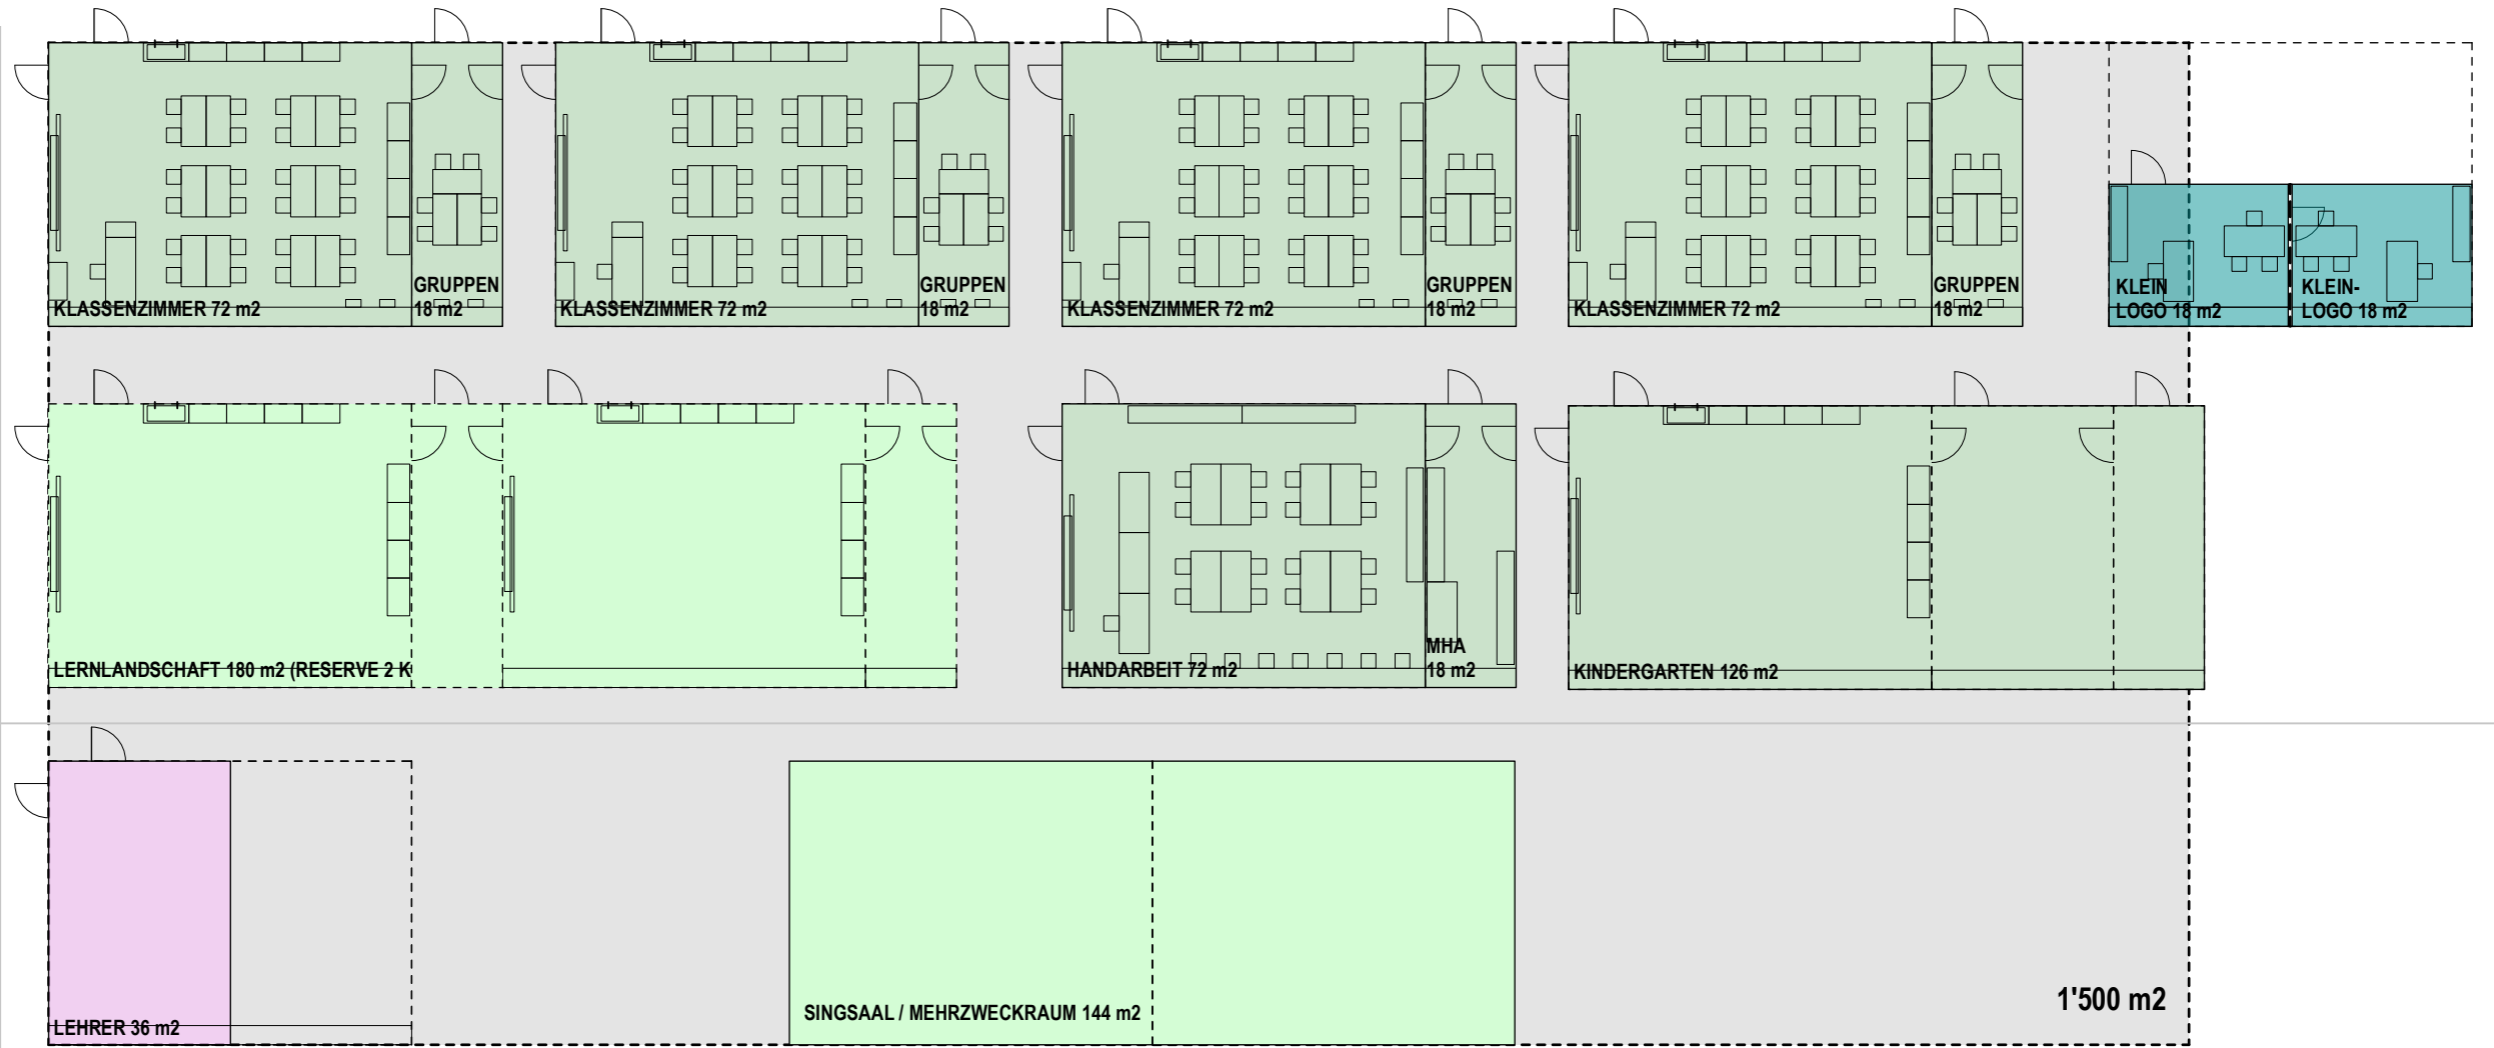 GRUPPEN
KLASSENZIMMER 72 m2
18 m2
GRUPPEN
KLASSENZIMMER 72 m2
18 m2
GRUPPEN
KLASSENZIMMER 72 m2
18 m2
GRUPPEN
KLASSENZIMMER 72 m2
18 m2
KLEIN
LOGO 18 m2
KLEIN-
LOGO 18 m2
LERNLANDSCHAFT 180 m2 (RESERVE 2 K
HANDARBEIT 72 m2
MHA
18 m2
KINDERGARTEN 126 m2
LEHRER 36 m2
SINGSAAL / MEHRZWECKRAUM 144 m2
1'500 m2